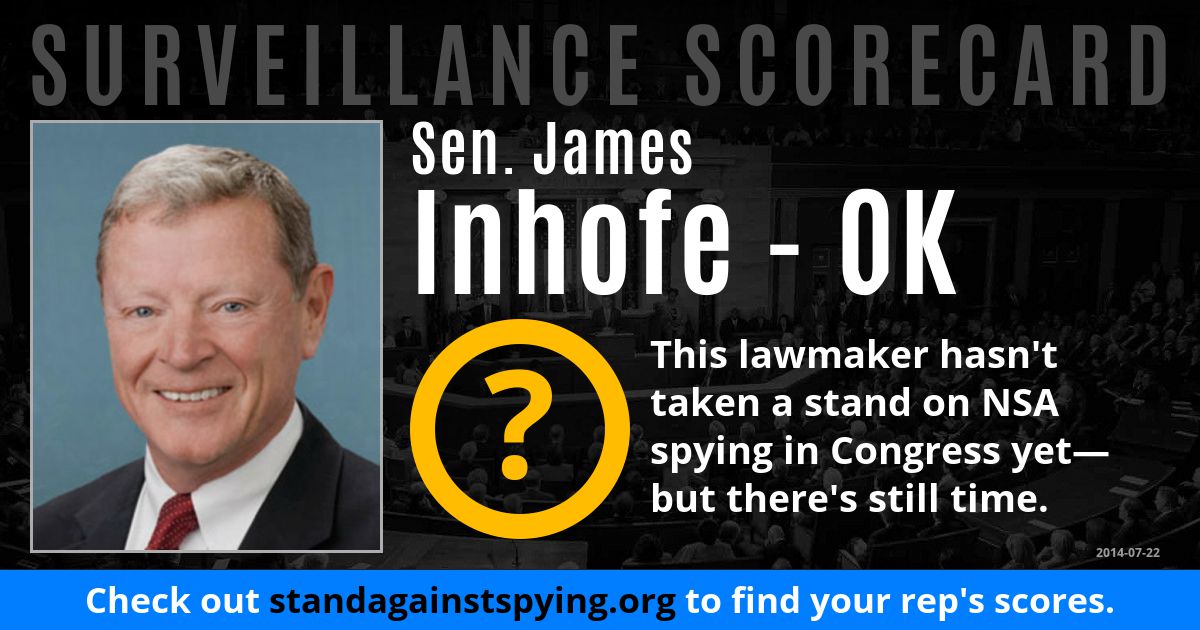 SURVEILLANCE SCORECARD
Sen. James
Inhofe - OK
?
This lawmaker hasn't
taken a stand on NSA
spying in Congress yet—
but there's still time.
2014-07-22
Check out standagainstspying.org to find your rep's scores.